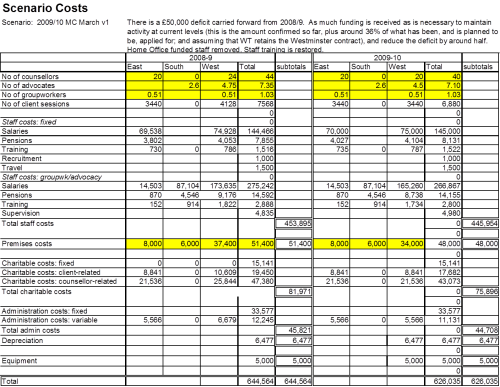 Scenario Costs
Scenario: 2009/10 MC March v1 There is a £50,000 deficit carried forward from 2008/9. As much funding is received as is necessary to maintain
activity at current levels (this is the amount confirmed so far, plus around 36% of what has been, and is planned to
be, applied for; and assuming that WT retains the Westminster contract), and reduce the deficit by around half.
Home Office funded staff removed. Staff training is restored.
2008-9 2009-10
East South West Total subtotals East South West Total subtotals
No of counsellors 20 0 24 44 20 0 20 40
No of advocates 2.6 4.75 7.35 2.6 4.5 7.10
No of groupworkers 0.51 0.51 1.03 0.51 0.51 1.03
No of client sessions 3440 0 4128 7568 3440 0 3440 6,880
0 0
Staff costs: fixed 0 0
Salaries 69,538 74,928 144,466 70,000 75,000 145,000
Pensions 3,802 4,053 7,855 4,027 4,104 8,131
Training 730 0 786 1,516 735 0 787 1,522
Recruitment 1,000 1,000
Travel 1,500 1,500
Staff costs: groupwk/advocacy 0 0
Salaries 14,503 87,104 173,635 275,242 14,503 87,104 165,260 266,867
Pensions 870 4,546 9,176 14,592 870 4,546 8,738 14,155
Training 152 914 1,822 2,888 152 914 1,734 2,800
Supervision 4,835 4,980
0
Total staff costs 453,895 0 445,954
0
Premises costs 8,000 6,000 37,400 51,400 51,400 8,000 6,000 34,000 48,000 48,000
0
Charitable costs: fixed 0 0 15,141 15,141
Charitable costs: client-related 8,841 0 10,609 19,450 8,841 0 8,841 17,682
Charitable costs: counsellor-related 21,536 0 25,844 47,380 21,536 0 21,536 43,073
Total charitable costs 81,971 0 75,896
0
Administration costs: fixed 33,577 33,577
Administration costs: variable 5,566 0 6,679 12,245 5,566 0 5,566 11,131
Total admin costs 45,821 0 44,708
Depreciation 6,477 6,477 6,477 6,477 6,477
0
Equipment 5,000 5,000 5,000 5,000 5,000
0
Total 644,564 644,564 626,035 626,035